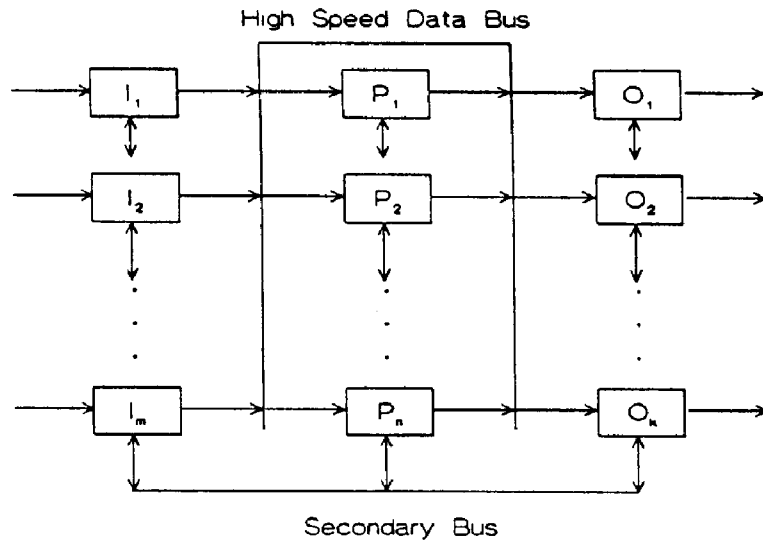 High Speed Data Bus
I₁ P₁ O₁
I₂ P₂ O₂
Iₘ Pₙ Oₖ
Secondary Bus